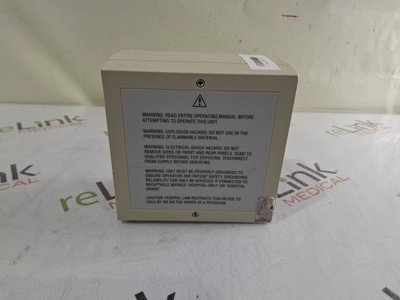 WARNING: READ ENTIRE OPERATING MANUAL BEFORE
ATTEMPTING TO OPERATE THIS UNIT
WARNING: EXPLOSION HAZARD: DO NOT USE IN THE
PRESENCE OF FLAMMABLE MATERIAL.
WARNING: ELECTRICAL SHOCK HAZARD: DO NOT
REMOVE SIDES OR FRONT AND REAR PANELS. SEND TO
QUALIFIED PERSONNEL FOR SERVICING. DISCONNECT
FROM SUPPLY BEFORE SERVICING.
WARNING: UNIT MUST BE PROPERLY GROUNDED TO
ENSURE OPERATOR AND PATIENT SAFETY. GROUNDING
RELIABILITY CAN ONLY BE ACHIEVED IF CONNECTED TO
RECEPTACLE MARKED "HOSPITAL ONLY" OR "HOSPITAL
GRADE".
CAUTION: FEDERAL LAW RESTRICTS THIS DEVICE TO
SALE BY OR ON THE ORDER OF A PHYSICIAN.
reLink
MEDICAL